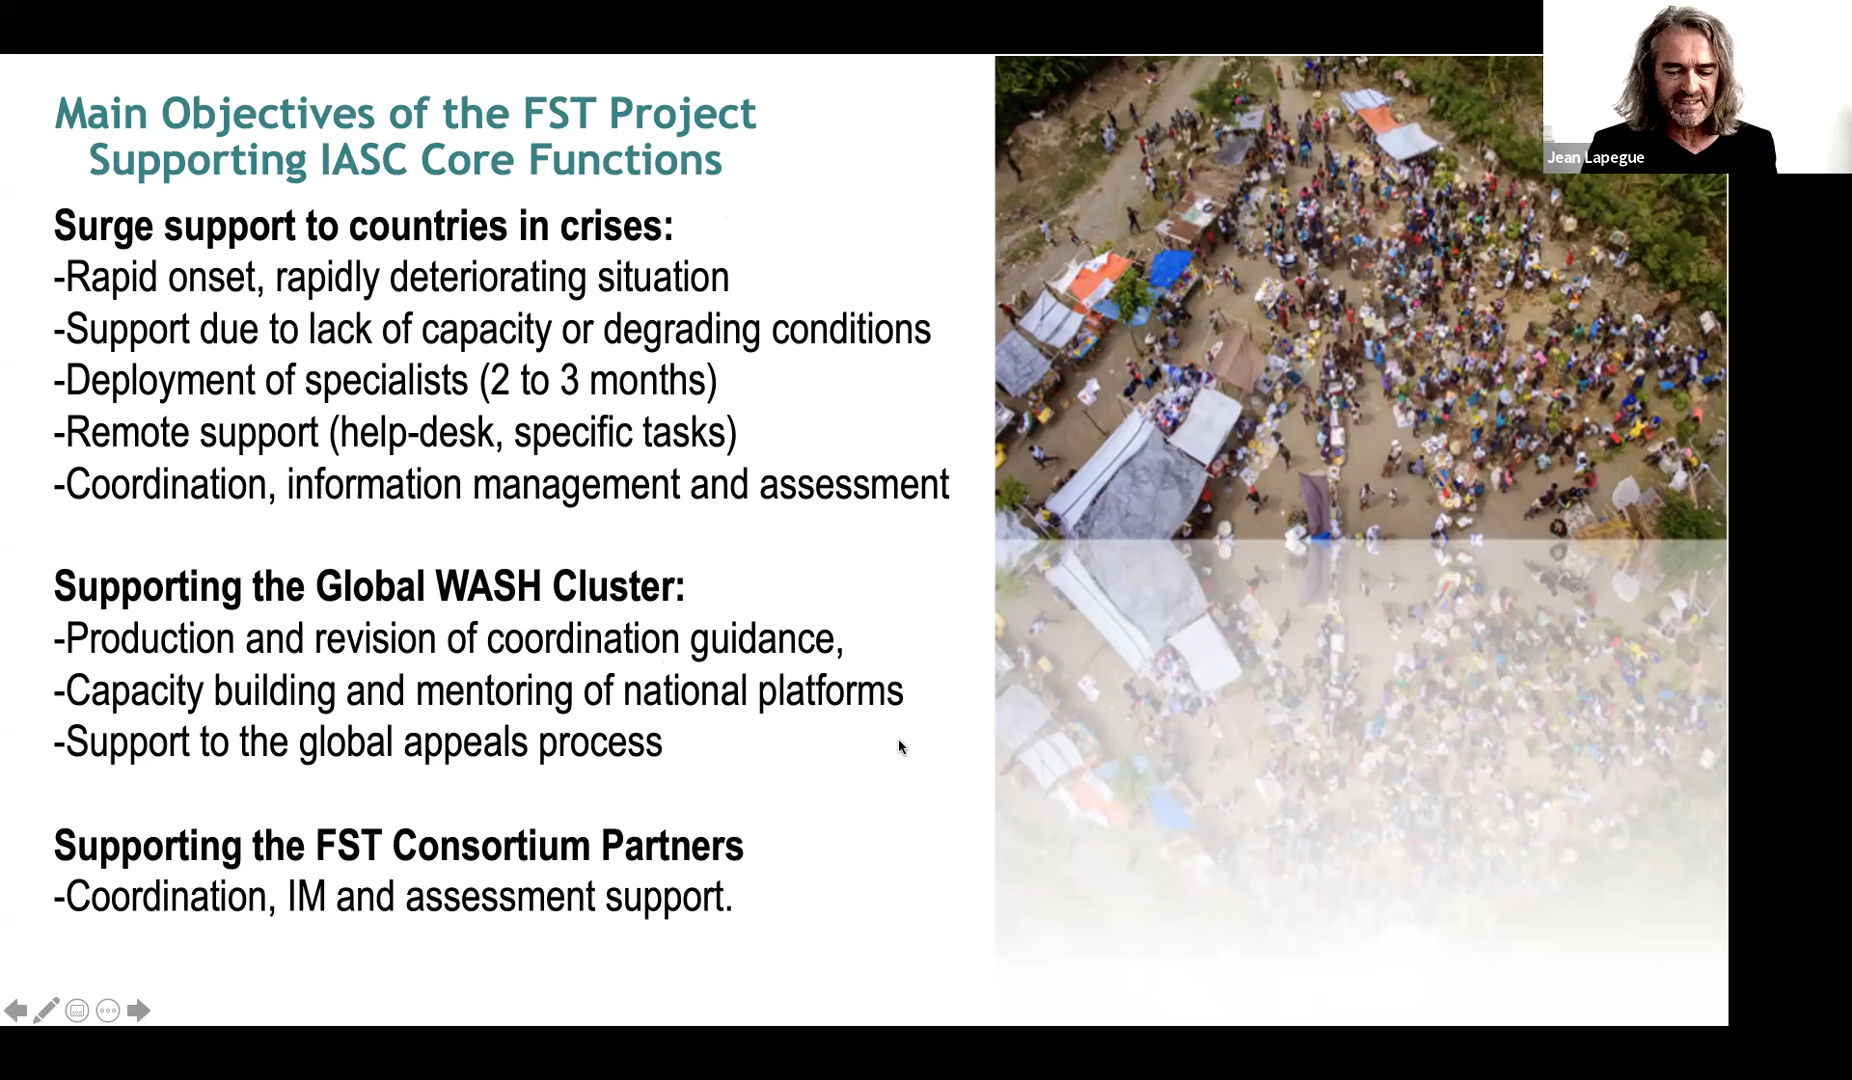 Main Objectives of the FST Project
Supporting IASC Core Functions
Surge support to countries in crises:
-Rapid onset, rapidly deteriorating situation
-Support due to lack of capacity or degrading conditions
-Deployment of specialists (2 to 3 months)
-Remote support (help-desk, specific tasks)
-Coordination, information management and assessment
Supporting the Global WASH Cluster:
-Production and revision of coordination guidance,
-Capacity building and mentoring of national platforms
-Support to the global appeals process
Supporting the FST Consortium Partners
-Coordination, IM and assessment support.
Jean Lapegue